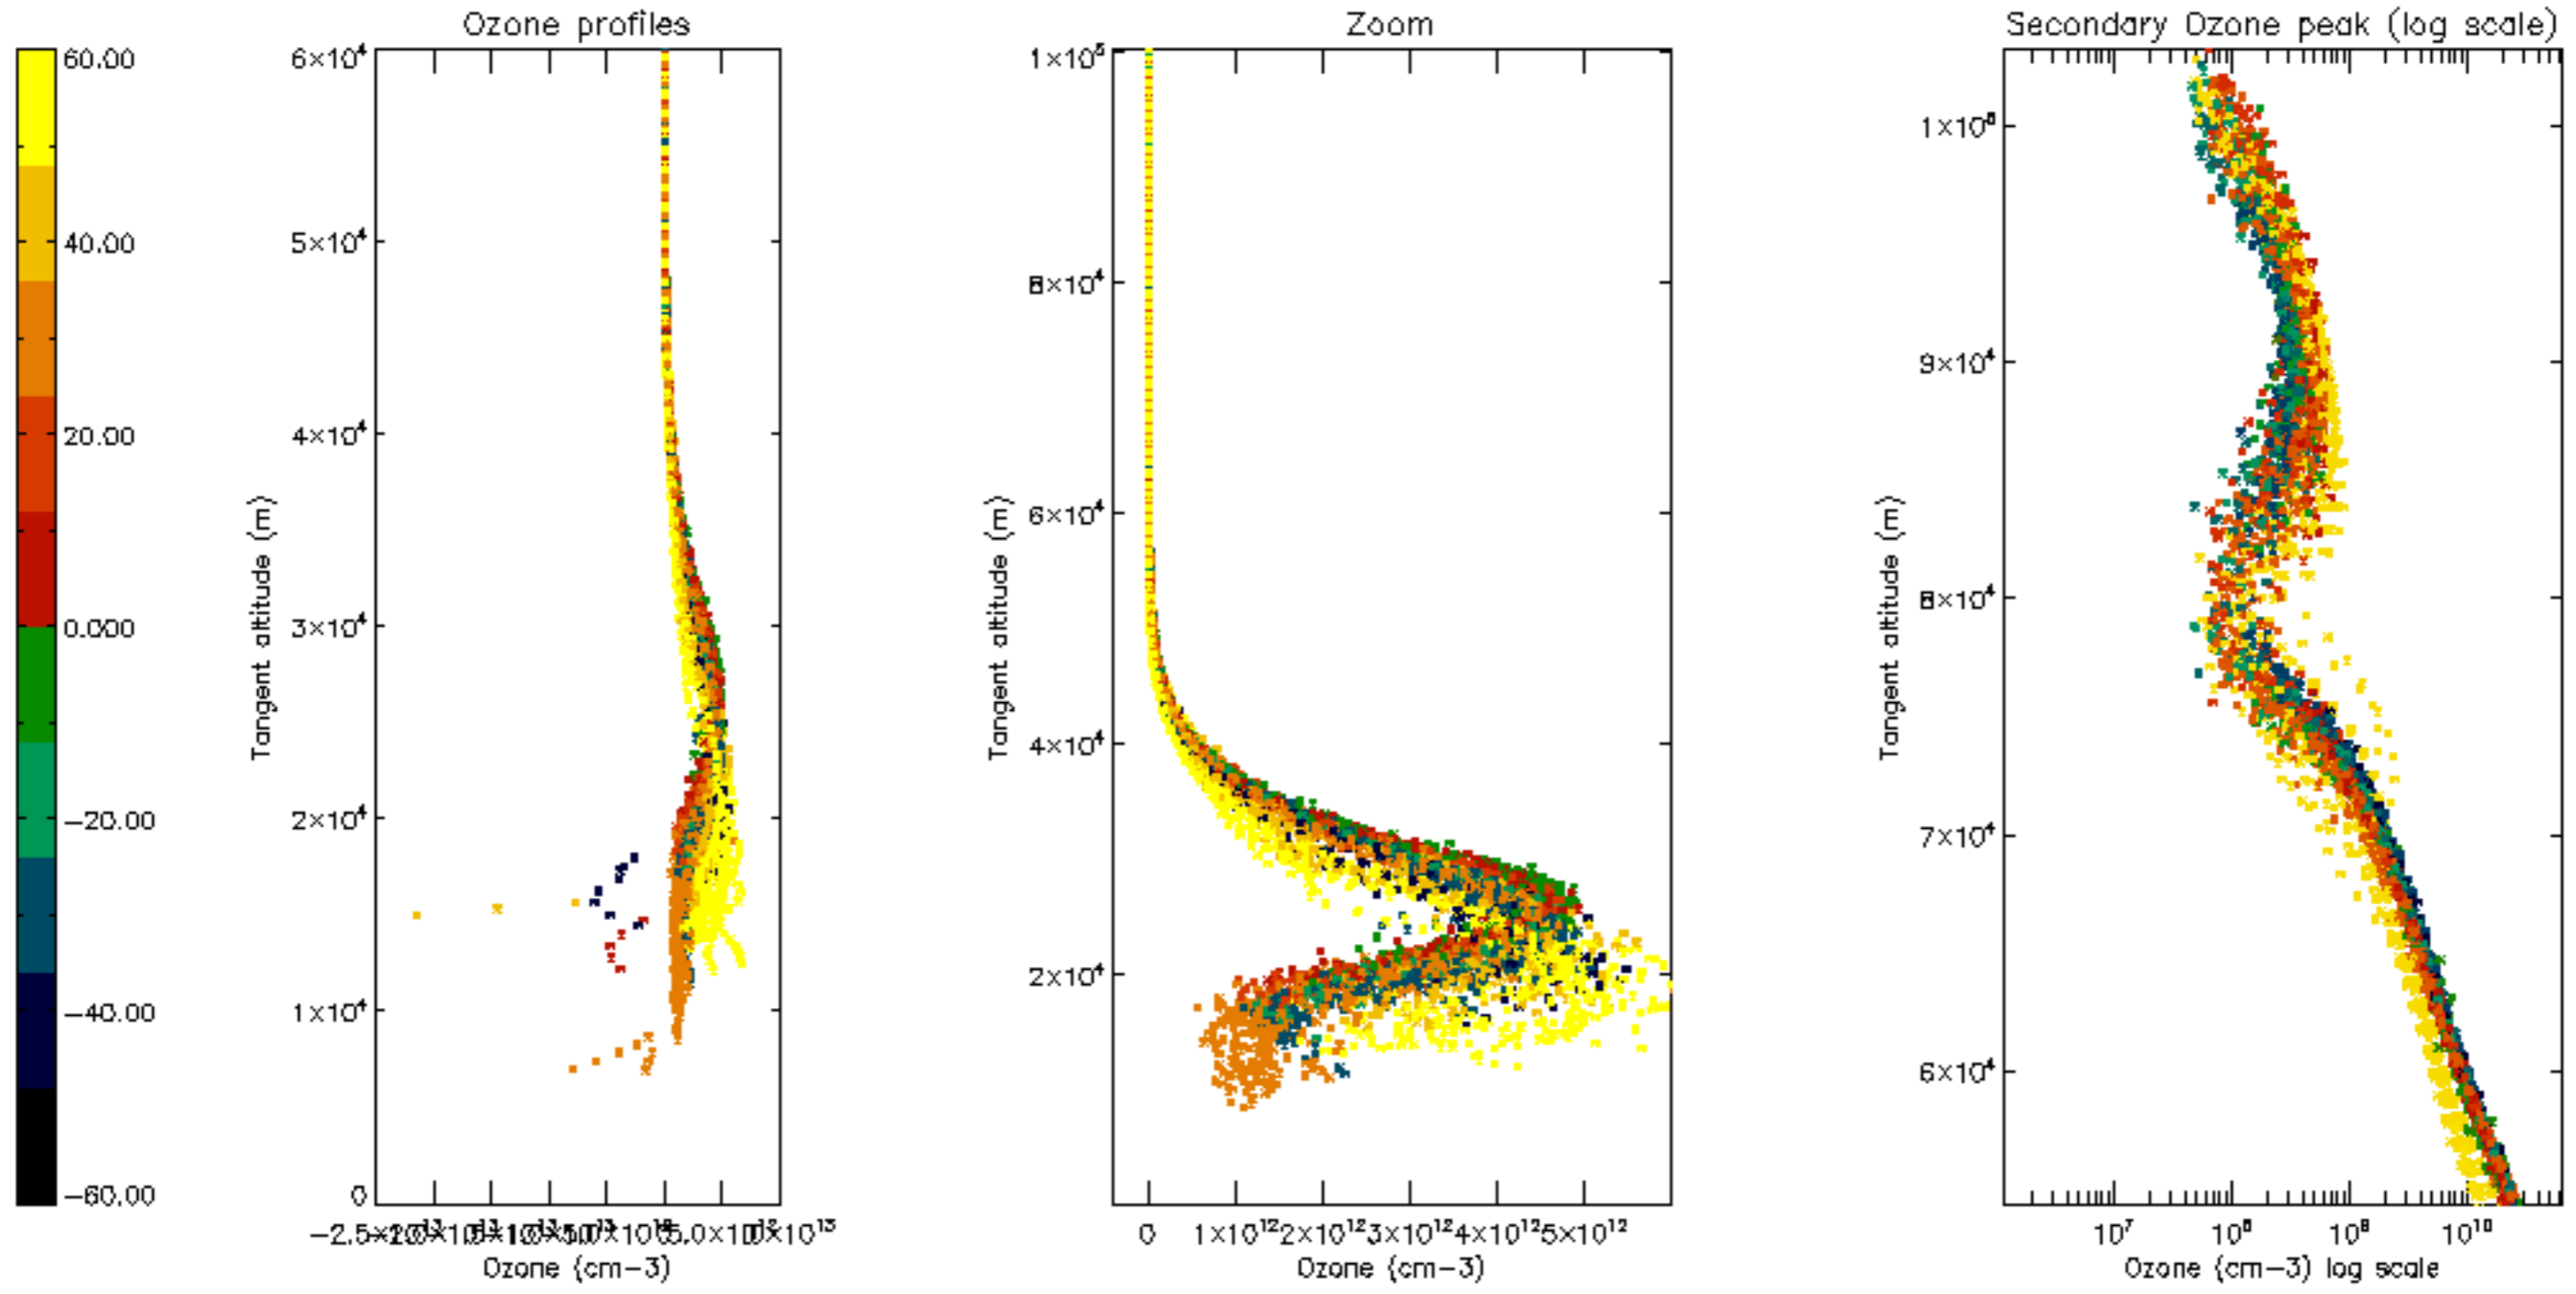 Ozone profiles
Zoom
Secondary Ozone peak (log scale)
60.00
40.00
20.00
0.000
−20.00
−40.00
−60.00
6×10⁴
5×10⁴
4×10⁴
3×10⁴
2×10⁴
1×10⁴
0
Tangent altitude (m)
Ozone (cm−3)
1×10⁵
8×10⁴
6×10⁴
4×10⁴
2×10⁴
Tangent altitude (m)
0 1×10¹² 2×10¹² 3×10¹² 4×10¹² 5×10¹²
Ozone (cm−3)
1×10⁵
9×10⁴
8×10⁴
7×10⁴
6×10⁴
Tangent altitude (m)
10⁷ 10⁸ 10⁹ 10¹⁰
Ozone (cm−3) log scale